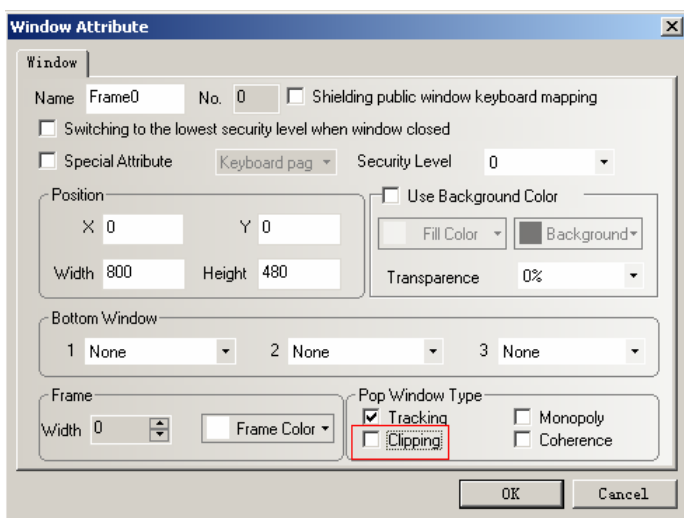 Window Attribute
Window
Name Frame0 No. 0 Shielding public window keyboard mapping
Switching to the lowest security level when window closed
Special Attribute Keyboard pag Security Level 0
Position
X 0 Y 0
Width 800 Height 480
Use Background Color
Fill Color Background
Transparence 0%
Bottom Window
1 None 2 None 3 None
Frame
Width 0 Frame Color
Pop Window Type
Tracking Monopoly
Clipping Coherence
OK Cancel